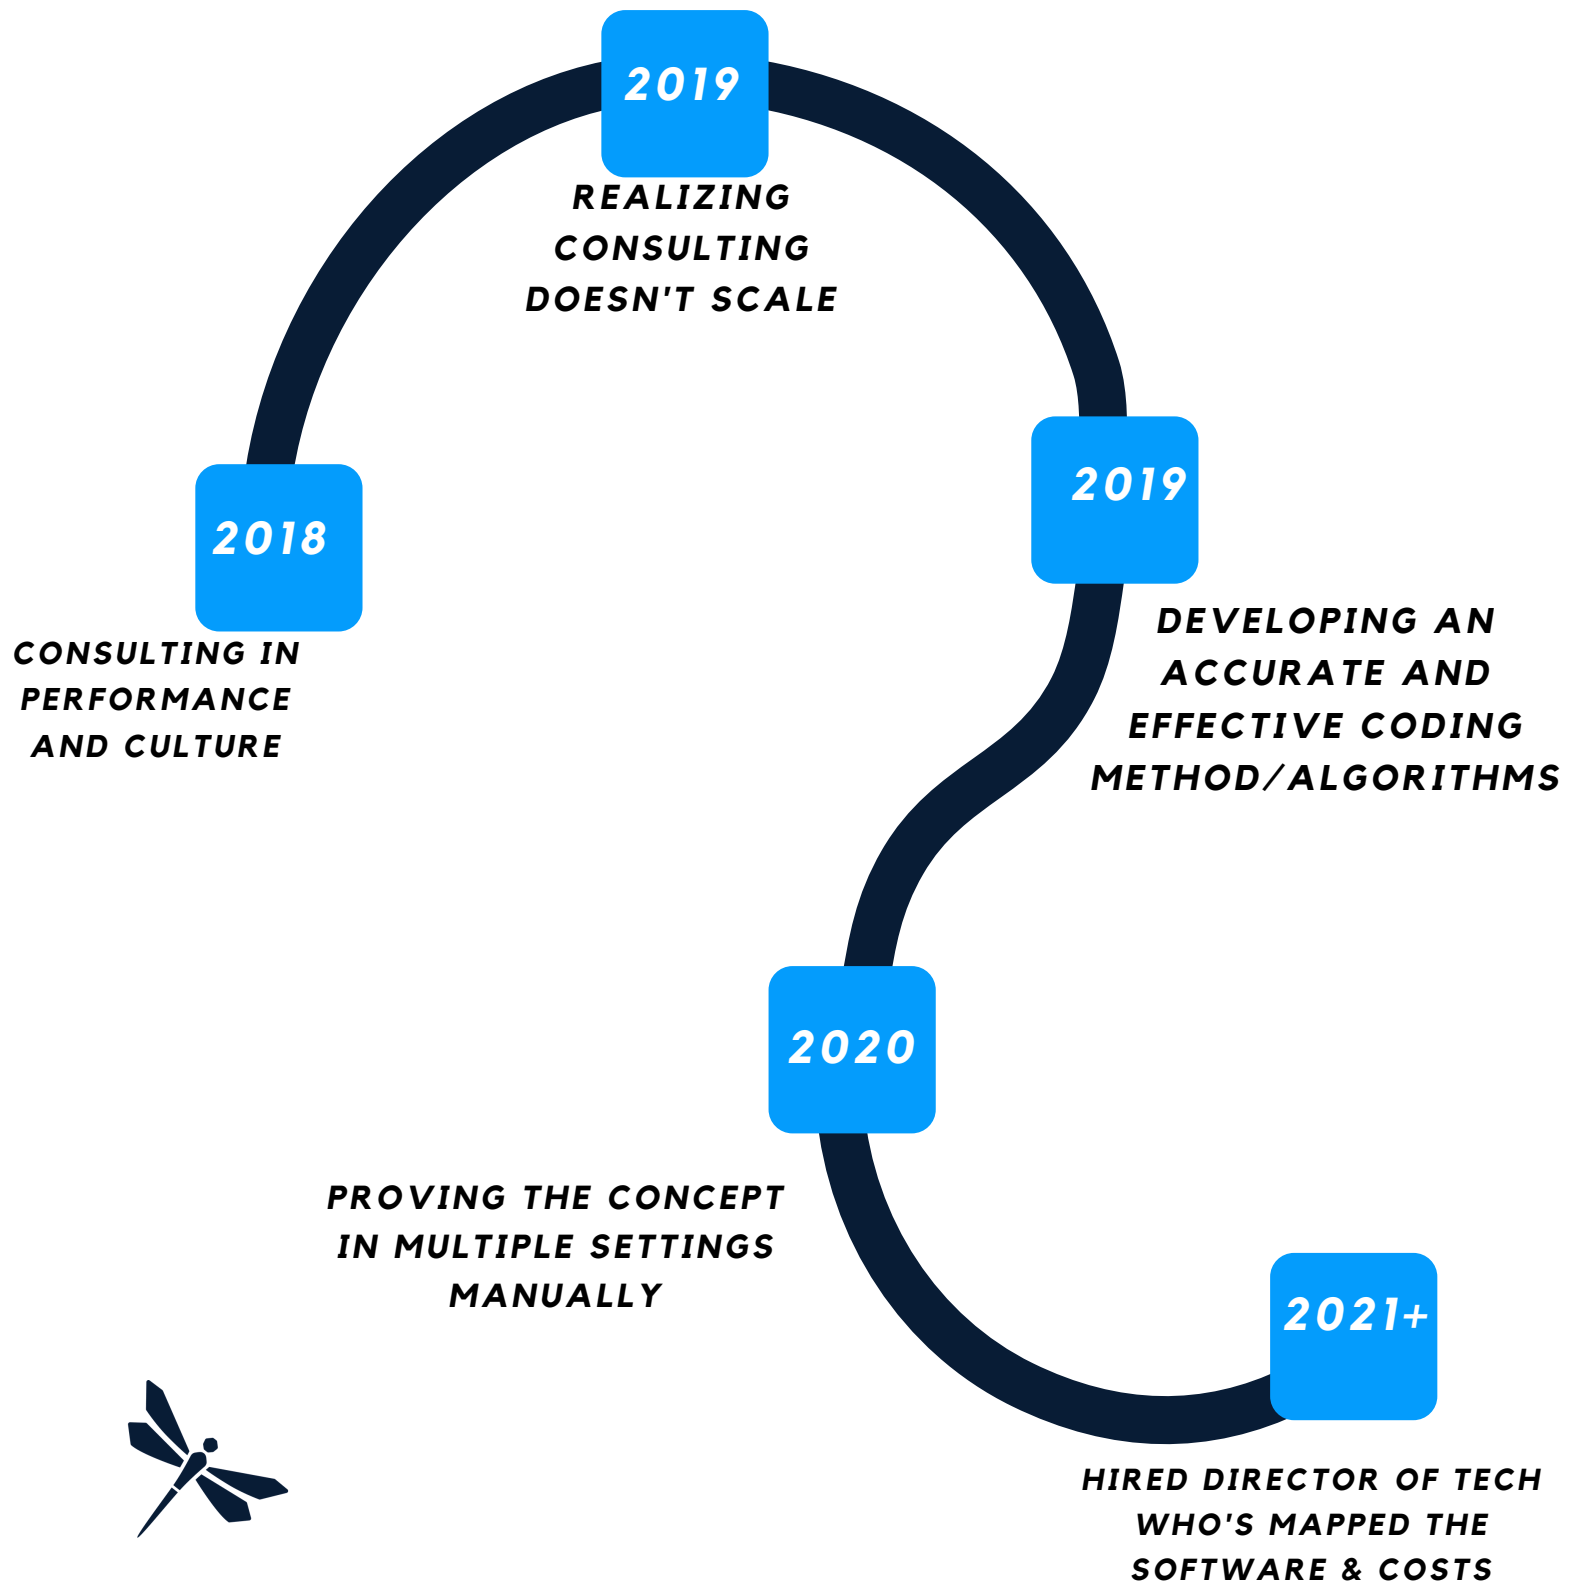 2018
CONSULTING IN
PERFORMANCE
AND CULTURE
2019
REALIZING
CONSULTING
DOESN'T SCALE
2019
DEVELOPING AN
ACCURATE AND
EFFECTIVE CODING
METHOD/ALGORITHMS
2020
PROVING THE CONCEPT
IN MULTIPLE SETTINGS
MANUALLY
2021+
HIRED DIRECTOR OF TECH
WHO'S MAPPED THE
SOFTWARE & COSTS